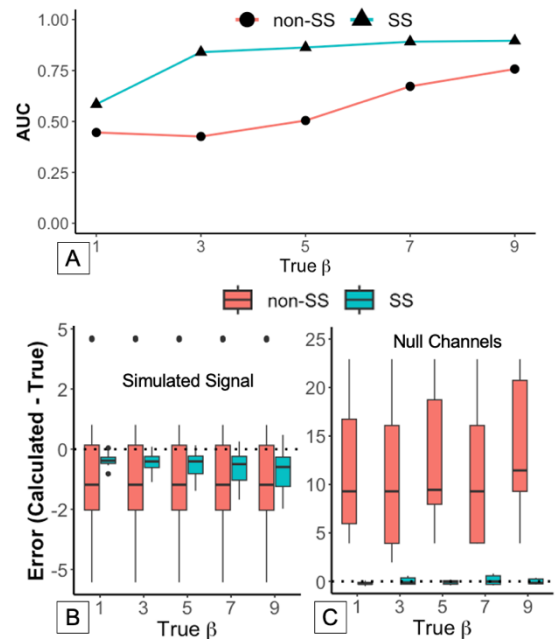 non-SS SS
AUC
1.00
0.75
0.50
0.25
0.00
1 3 5 7 9
True β
A
non-SS SS
Error (Calculated - True)
5
2
0
-2
-5
Simulated Signal
1 3 5 7 9
True β
B
Null Channels
25
20
15
10
5
0
1 3 5 7 9
True β
C